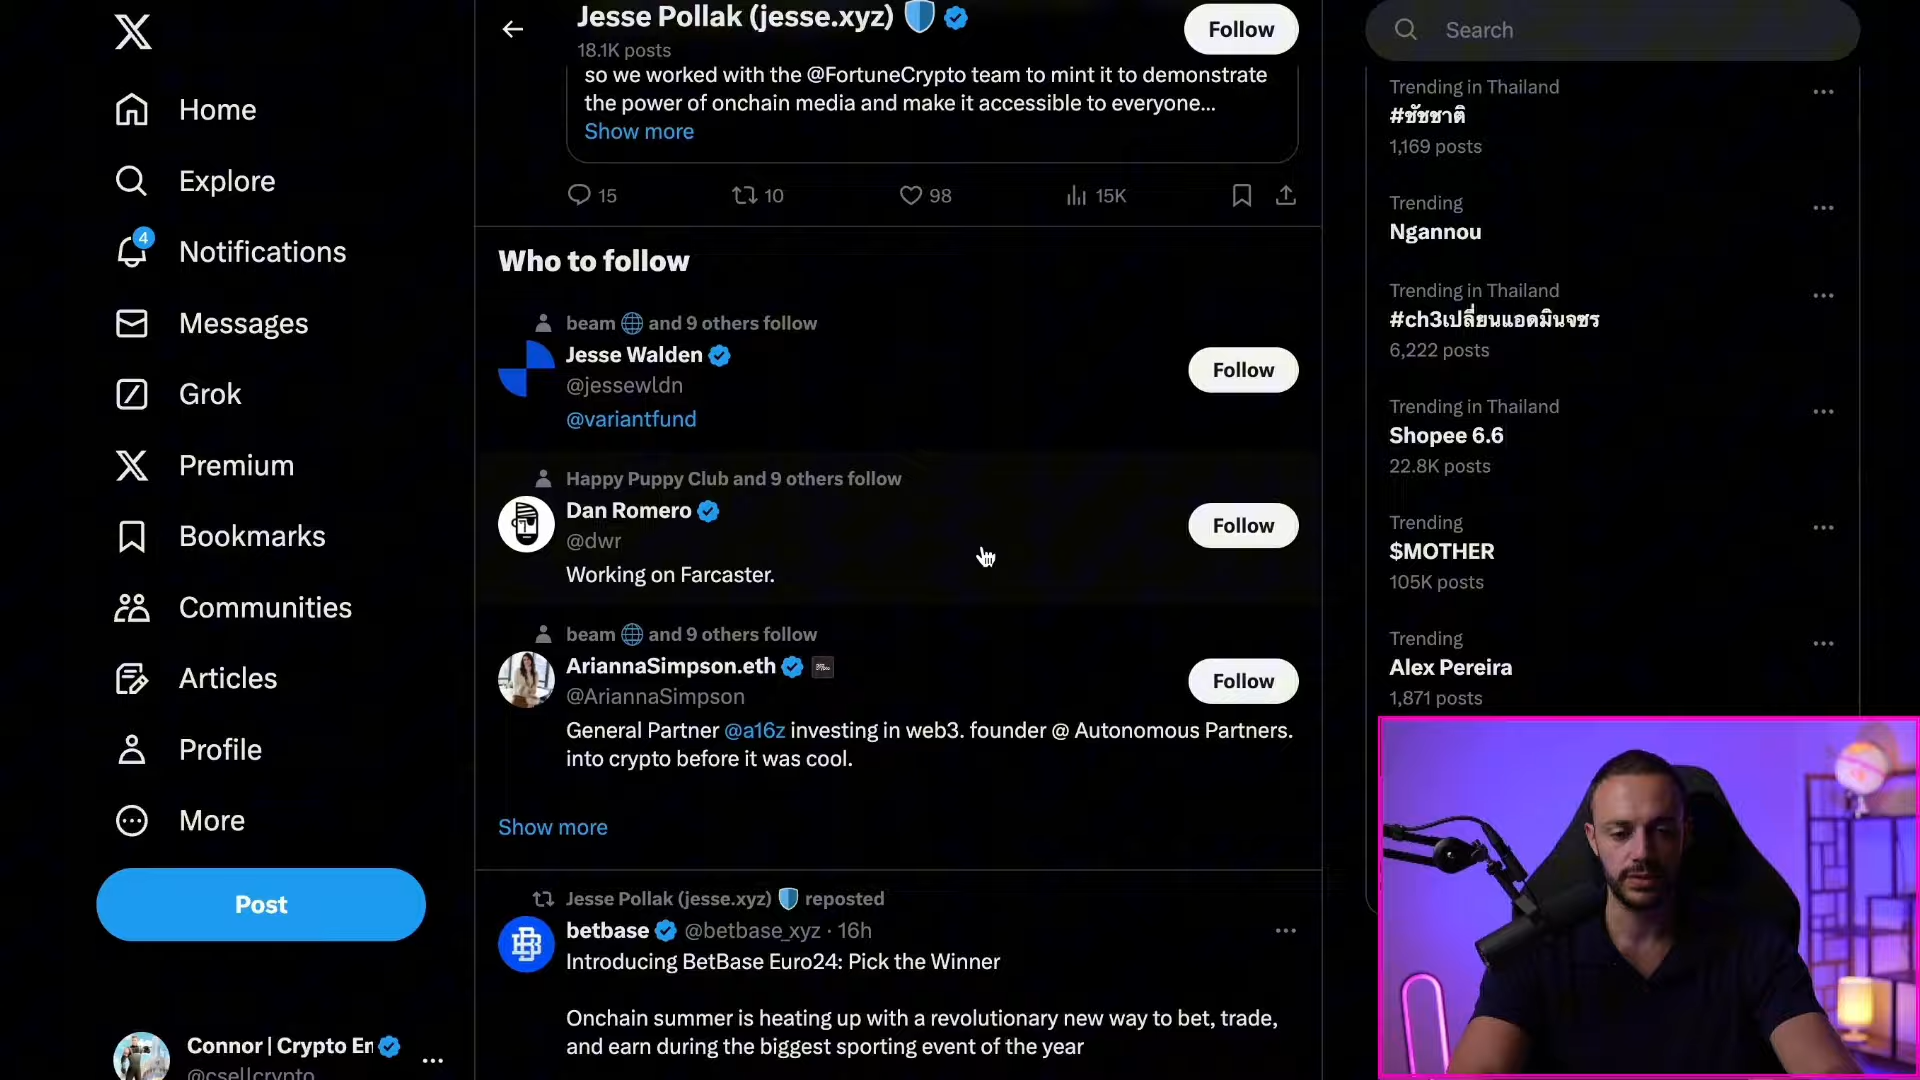 Home
Explore
4
Notifications
Messages
Grok
Premium
Bookmarks
Communities
Articles
Profile
More
Post
Connor | Crypto En
@csellcrypto
Jesse Pollak (jesse.xyz)
18.1K posts
Follow
so we worked with the @FortuneCrypto team to mint it to demonstrate
the power of onchain media and make it accessible to everyone...
Show more
15 10 98 15K
Who to follow
beam and 9 others follow
Jesse Walden
@jessewldn
@variantfund
Follow
Happy Puppy Club and 9 others follow
Dan Romero
@dwr
Working on Farcaster.
Follow
beam and 9 others follow
AriannaSimpson.eth
@AriannaSimpson
General Partner @a16z investing in web3. founder @ Autonomous Partners.
into crypto before it was cool.
Follow
Show more
Jesse Pollak (jesse.xyz) reposted
betbase @betbase_xyz · 16h
Introducing BetBase Euro24: Pick the Winner
Onchain summer is heating up with a revolutionary new way to bet, trade,
and earn during the biggest sporting event of the year
Search
Trending in Thailand
#ชัชชาติ
1,169 posts
Trending
Ngannou
Trending in Thailand
#ch3เปลี่ยนแอดมินจชร
6,222 posts
Trending in Thailand
Shopee 6.6
22.8K posts
Trending
$MOTHER
105K posts
Trending
Alex Pereira
1,871 posts